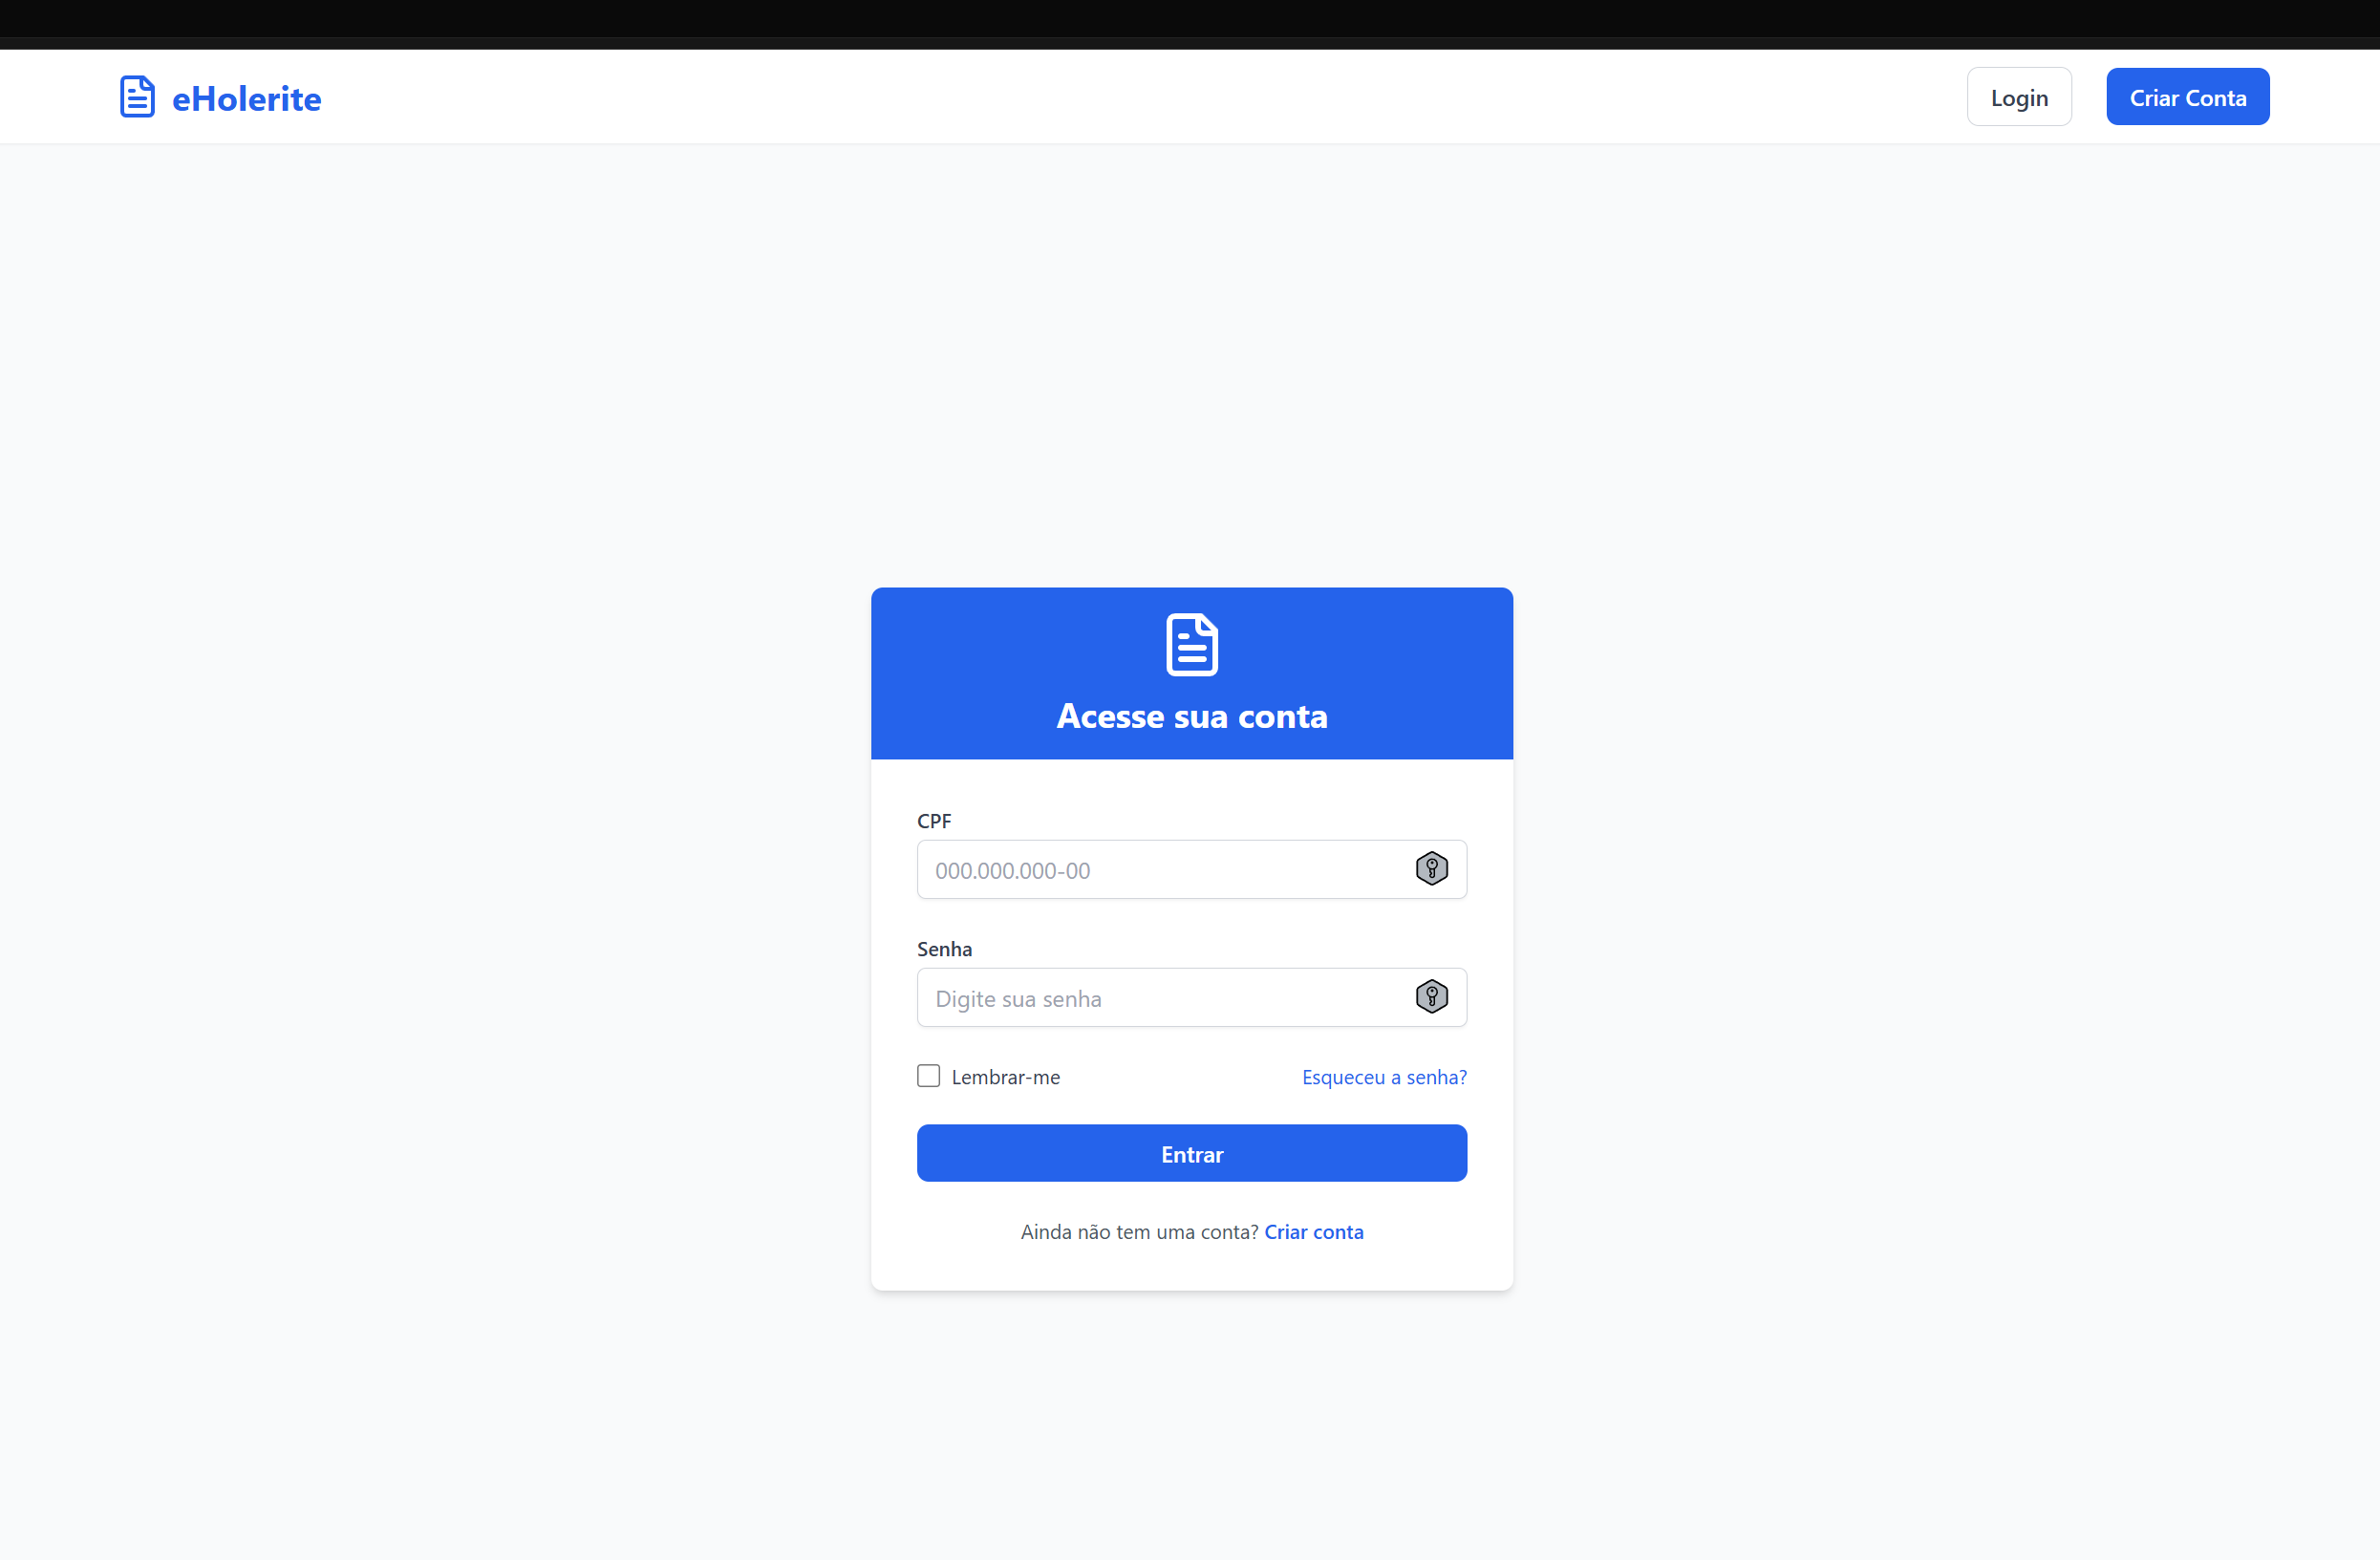 eHolerite
Login
Criar Conta
Acesse sua conta
CPF
000.000.000-00
Senha
Digite sua senha
Lembrar-me
Esqueceu a senha?
Entrar
Ainda não tem uma conta? Criar conta